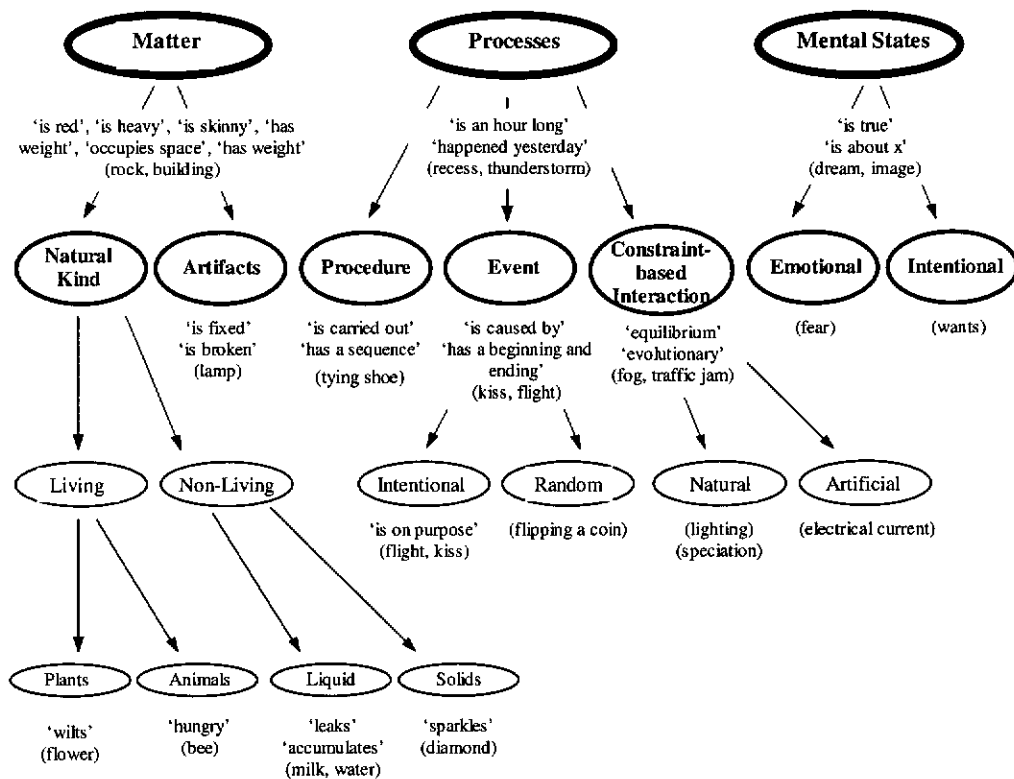 Matter
Processes
Mental States
'is red', 'is heavy', 'is skinny', 'has
weight', 'occupies space', 'has weight'
(rock, building)
'is an hour long'
'happened yesterday'
(recess, thunderstorm)
'is true'
'is about x'
(dream, image)
Natural
Kind
Artifacts
Procedure
Event
Constraint-
based
Interaction
Emotional
Intentional
'is fixed'
'is broken'
(lamp)
'is carried out'
'has a sequence'
(tying shoe)
'is caused by'
'has a beginning and
ending'
(kiss, flight)
'equilibrium'
'evolutionary'
(fog, traffic jam)
(fear)
(wants)
Living
Non-Living
Intentional
Random
Natural
Artificial
'is on purpose'
(flight, kiss)
(flipping a coin)
(lighting)
(speciation)
(electrical current)
Plants
Animals
Liquid
Solids
'wilts'
(flower)
'hungry'
(bee)
'leaks'
'accumulates'
(milk, water)
'sparkles'
(diamond)